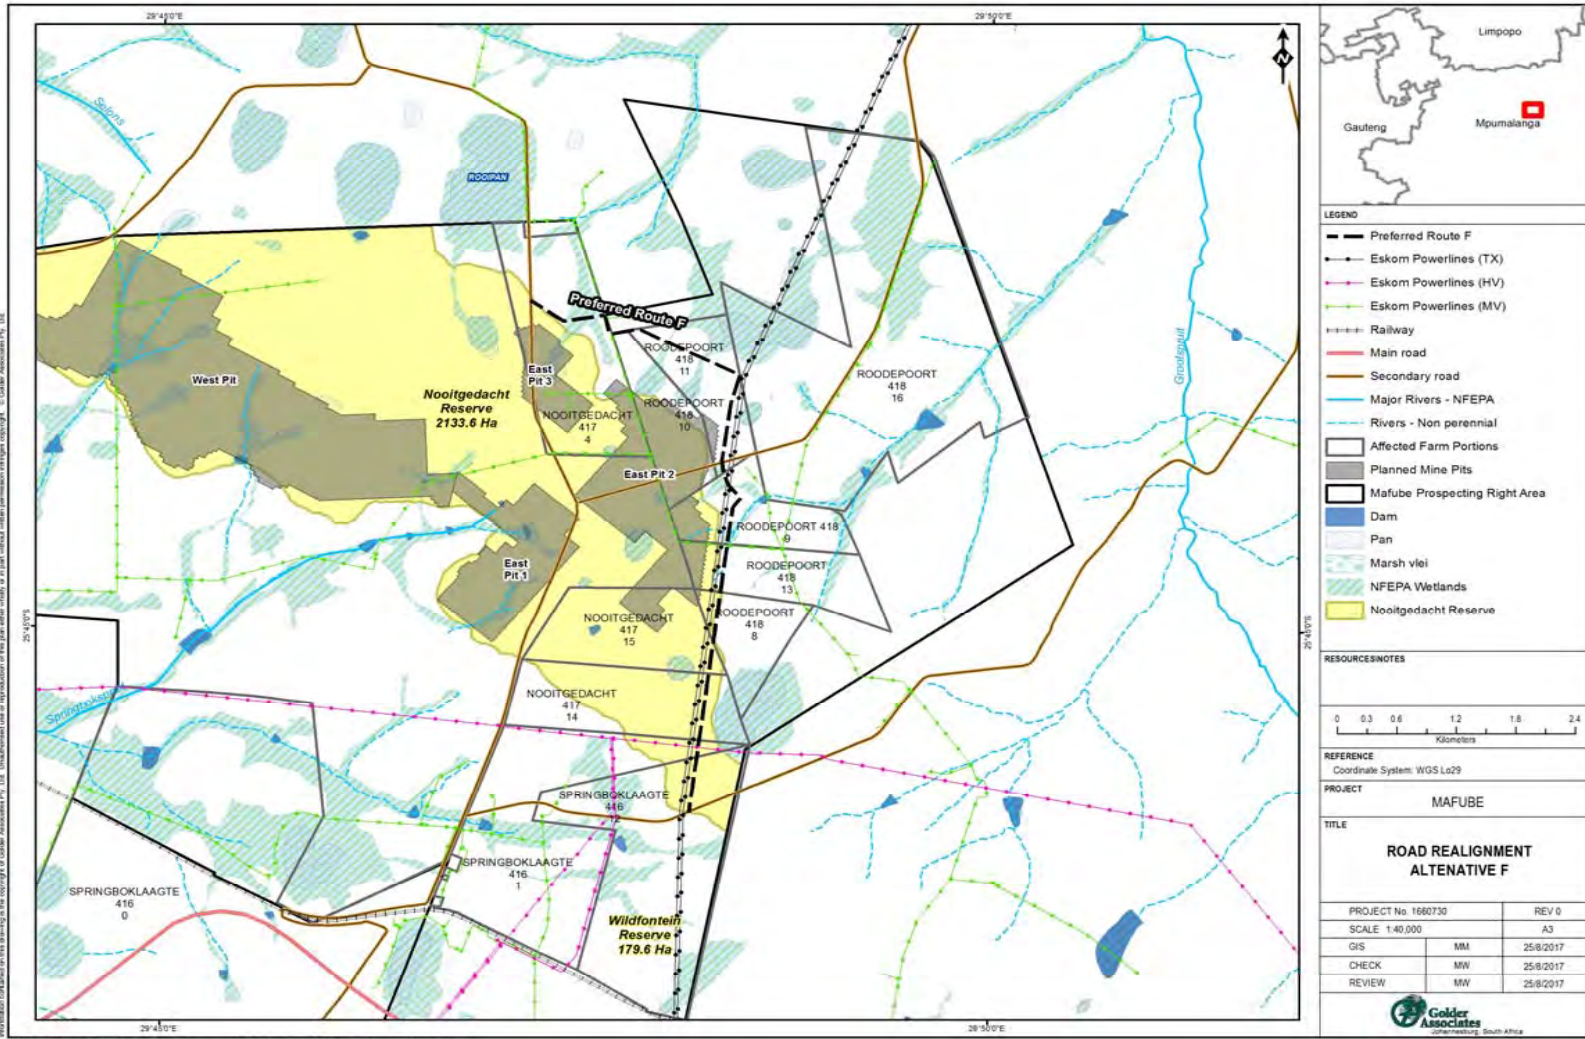 29°45'0"E
29°50'0"E
Selons
ROOIPAN
Preferred Route F
ROODEPOORT
418
11
ROODEPOORT
418
16
West Pit
East
Pit 3
Nooitgedacht
Reserve
2133.6 Ha
NOOITGEDACHT
417
4
ROODEPOORT
418
10
East Pit 2
Grootspruit
ROODEPOORT 418
9
East
Pit 1
ROODEPOORT
418
13
NOOITGEDACHT
417
15
ROODEPOORT
418
8
25°45'0"S
25°45'0"S
NOOITGEDACHT
417
14
SPRINGBOKLAAGTE
416
2
SPRINGBOKLAAGTE
416
1
SPRINGBOKLAAGTE
416
0
Wildfontein
Reserve
179.6 Ha
29°45'0"E
29°50'0"E
N
Limpopo
Gauteng
Mpumalanga
LEGEND
Preferred Route F
Eskom Powerlines (TX)
Eskom Powerlines (HV)
Eskom Powerlines (MV)
Railway
Main road
Secondary road
Major Rivers - NFEPA
Rivers - Non perennial
Affected Farm Portions
Planned Mine Pits
Mafube Prospecting Right Area
Dam
Pan
Marsh vlei
NFEPA Wetlands
Nooitgedacht Reserve
RESOURCES\NOTES
0 0.3 0.6 1.2 1.8 2.4
Kilometers
REFERENCE
Coordinate System: WGS Lo29
PROJECT
MAFUBE
TITLE
ROAD REALIGNMENT
ALTENATIVE F
PROJECT No. 1660730 REV 0
SCALE 1:40,000 A3
GIS MM 25/8/2017
CHECK MW 25/8/2017
REVIEW MW 25/8/2017
Golder
Associates
Johannesburg, South Africa